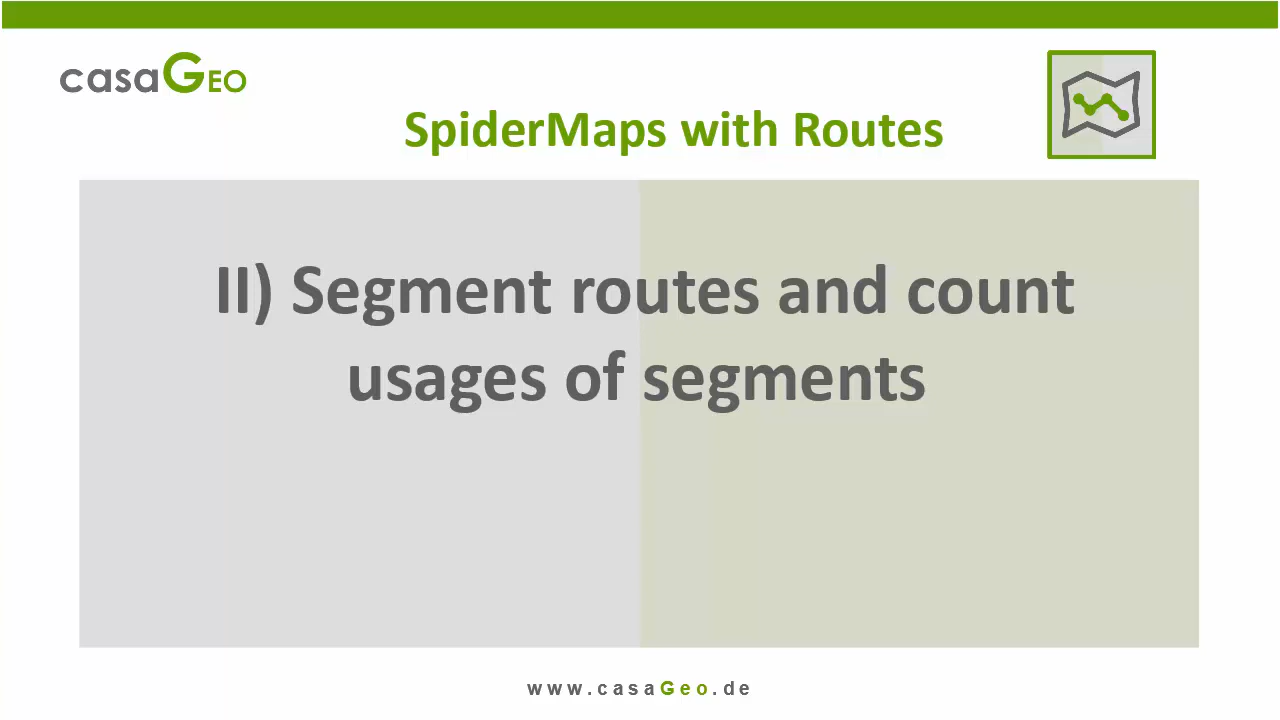 casaGEO
SpiderMaps with Routes
II) Segment routes and count
usages of segments
www.casaGeo.de